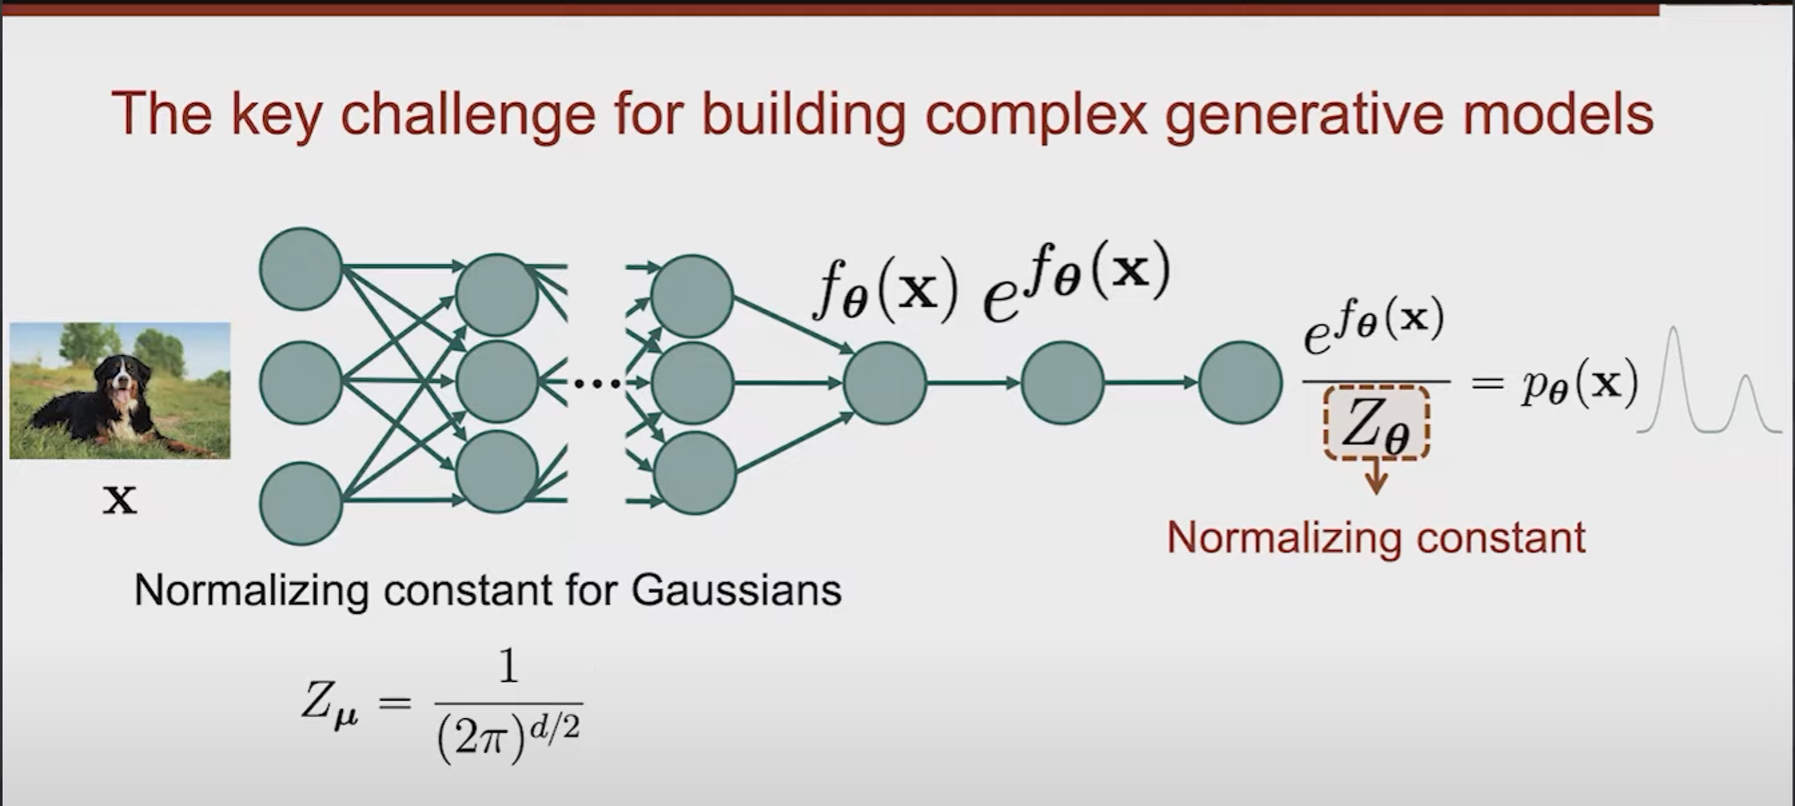 The key challenge for building complex generative models
f_θ(x) e^{f_θ(x)}
e^{f_θ(x)} / Z_θ = p_θ(x)
x
Normalizing constant
Normalizing constant for Gaussians
Z_μ = 1 / (2π)^{d/2}